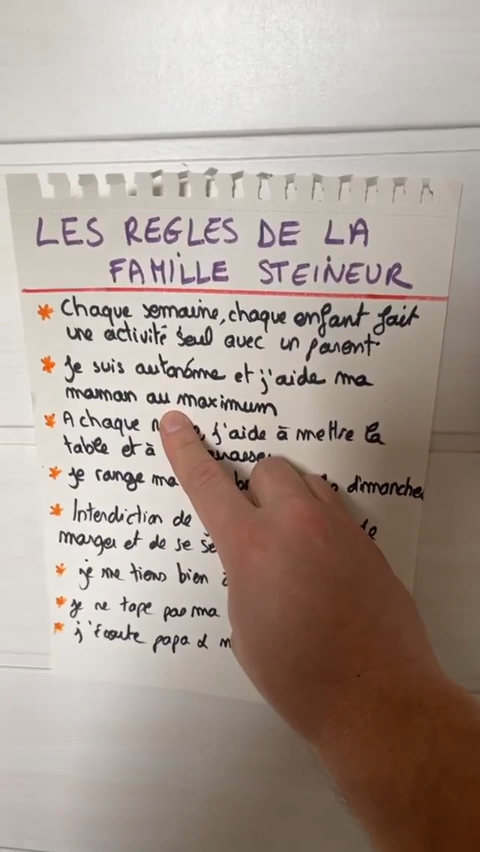 LES REGLES DE LA
FAMILLE STEINEUR
* Chaque semaine, chaque enfant fait
une activité seul avec un parent
* Je suis autonome et j'aide ma
maman au maximum
* A chaque j'aide à mettre la
table et à
* Je range ma dimanche
* Interdiction de
manger et de se
* je me tiens bien
* je ne tape pas ma
* j'écoute papa &